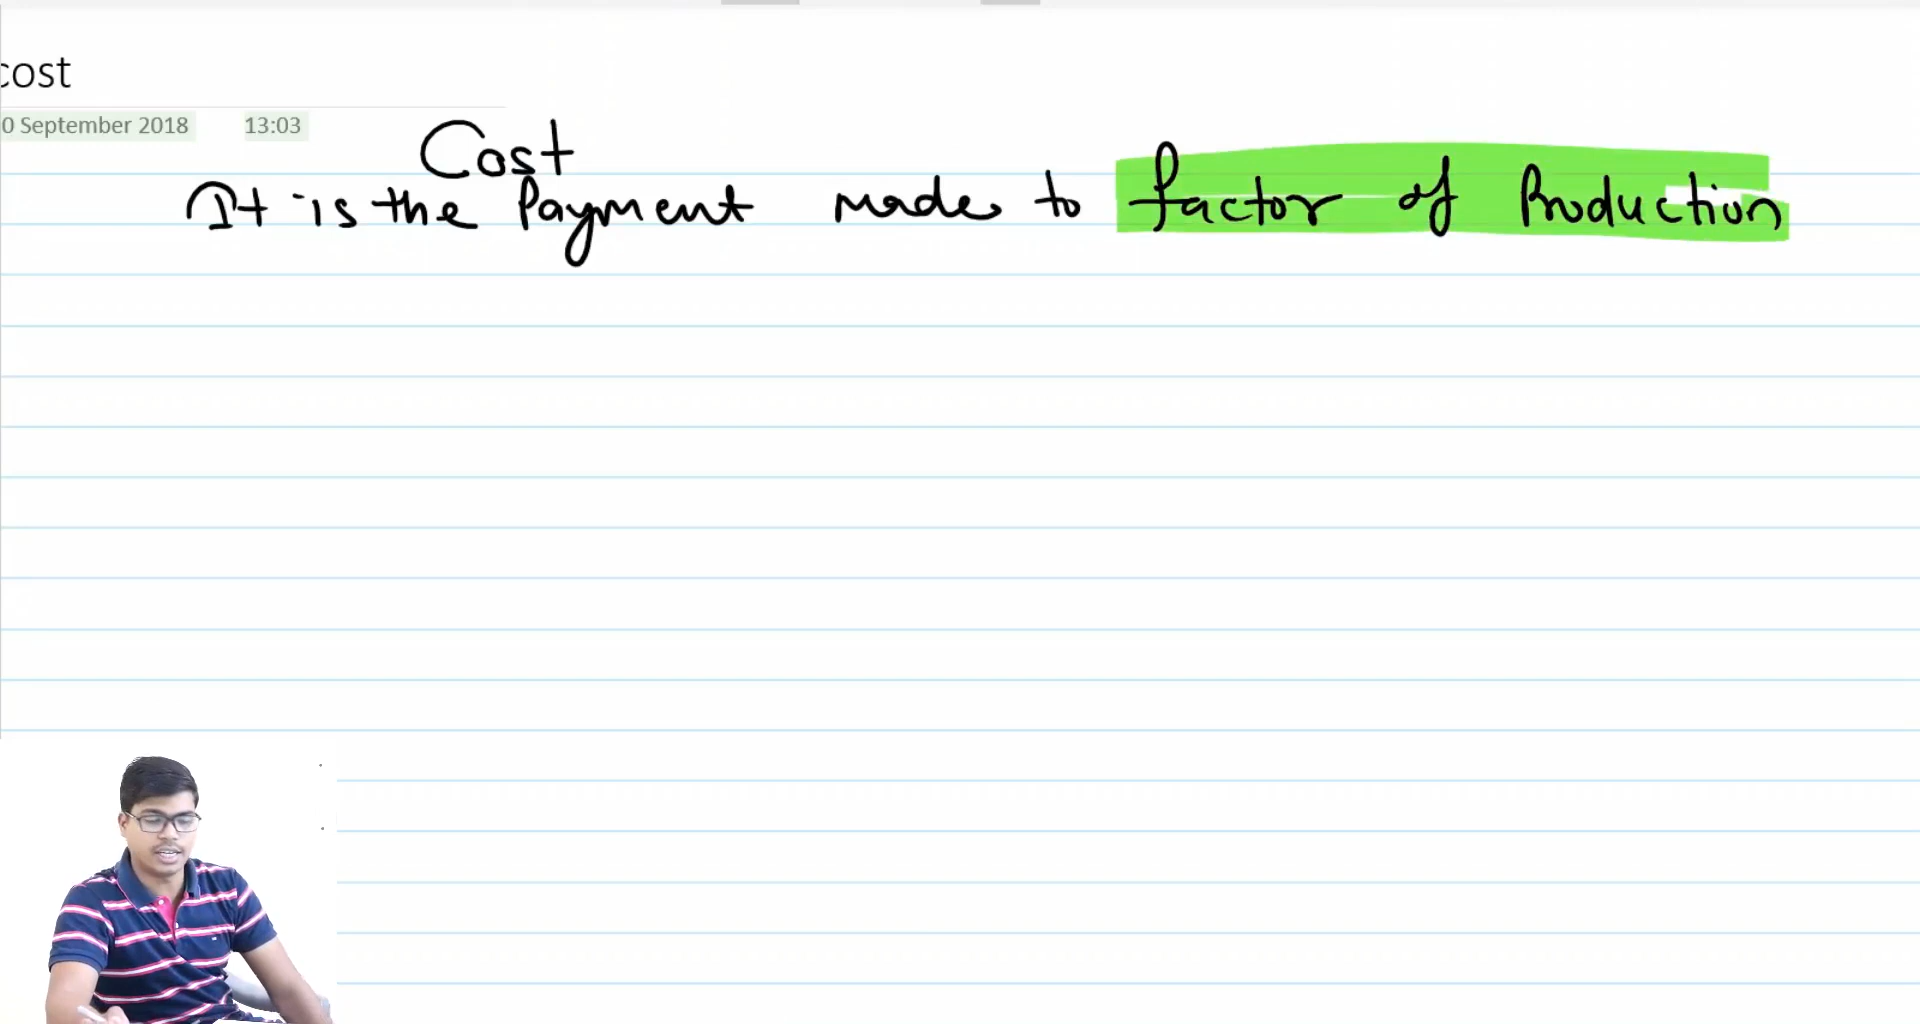 cost
0 September 2018 13:03
Cost
It is the Payment made to factor of Production